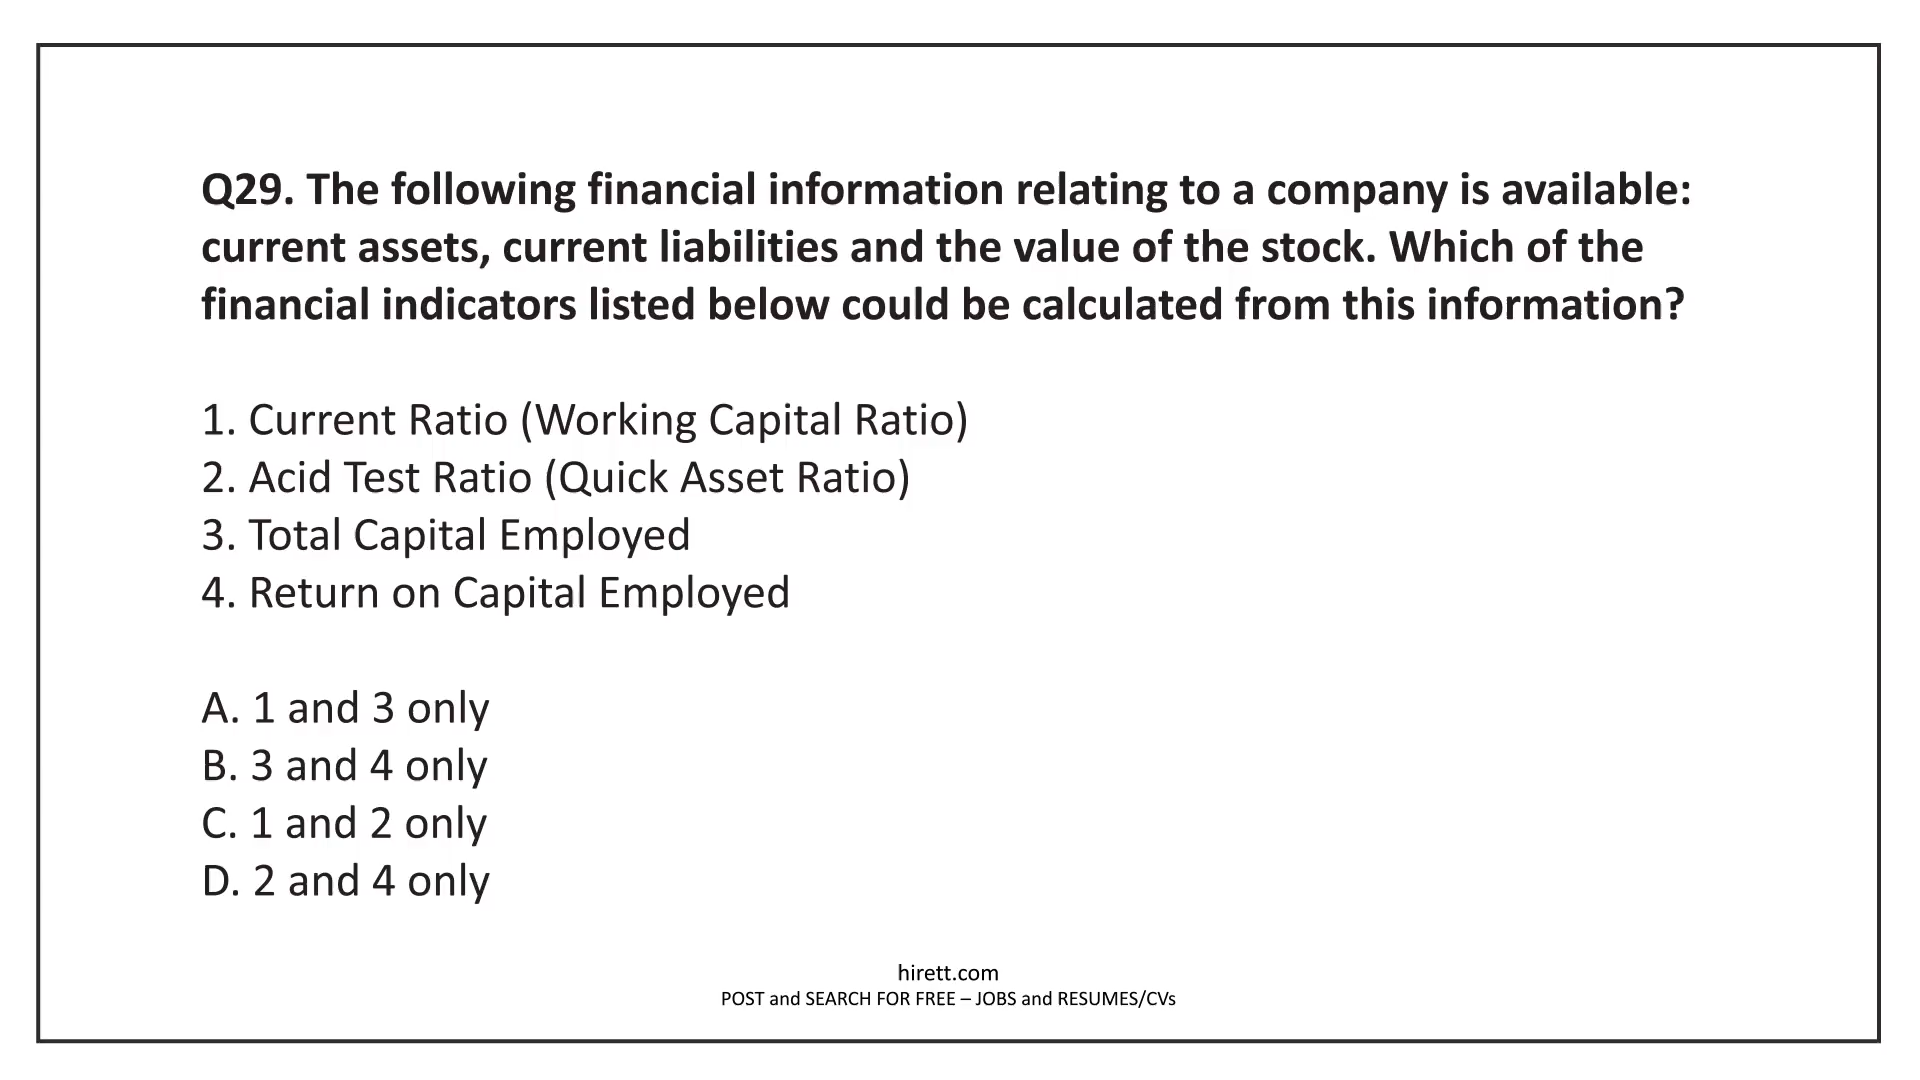 Q29. The following financial information relating to a company is available:
current assets, current liabilities and the value of the stock. Which of the
financial indicators listed below could be calculated from this information?
1. Current Ratio (Working Capital Ratio)
2. Acid Test Ratio (Quick Asset Ratio)
3. Total Capital Employed
4. Return on Capital Employed
A. 1 and 3 only
B. 3 and 4 only
C. 1 and 2 only
D. 2 and 4 only
hirett.com
POST and SEARCH FOR FREE – JOBS and RESUMES/CVs